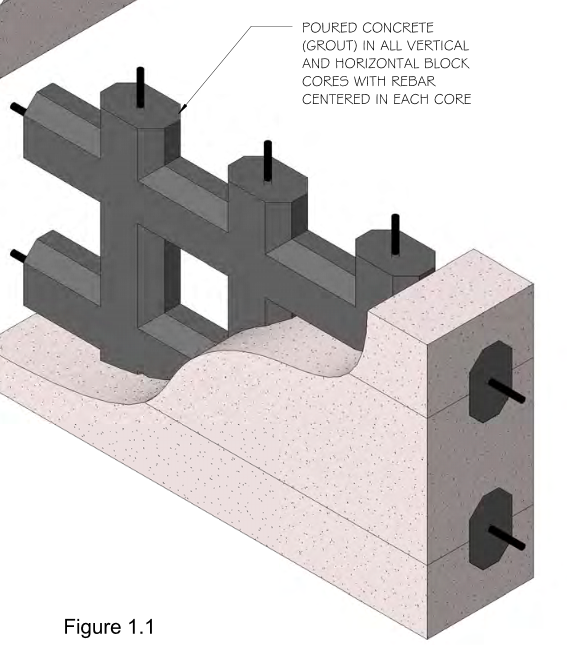 POURED CONCRETE
(GROUT) IN ALL VERTICAL
AND HORIZONTAL BLOCK
CORES WITH REBAR
CENTERED IN EACH CORE
Figure 1.1